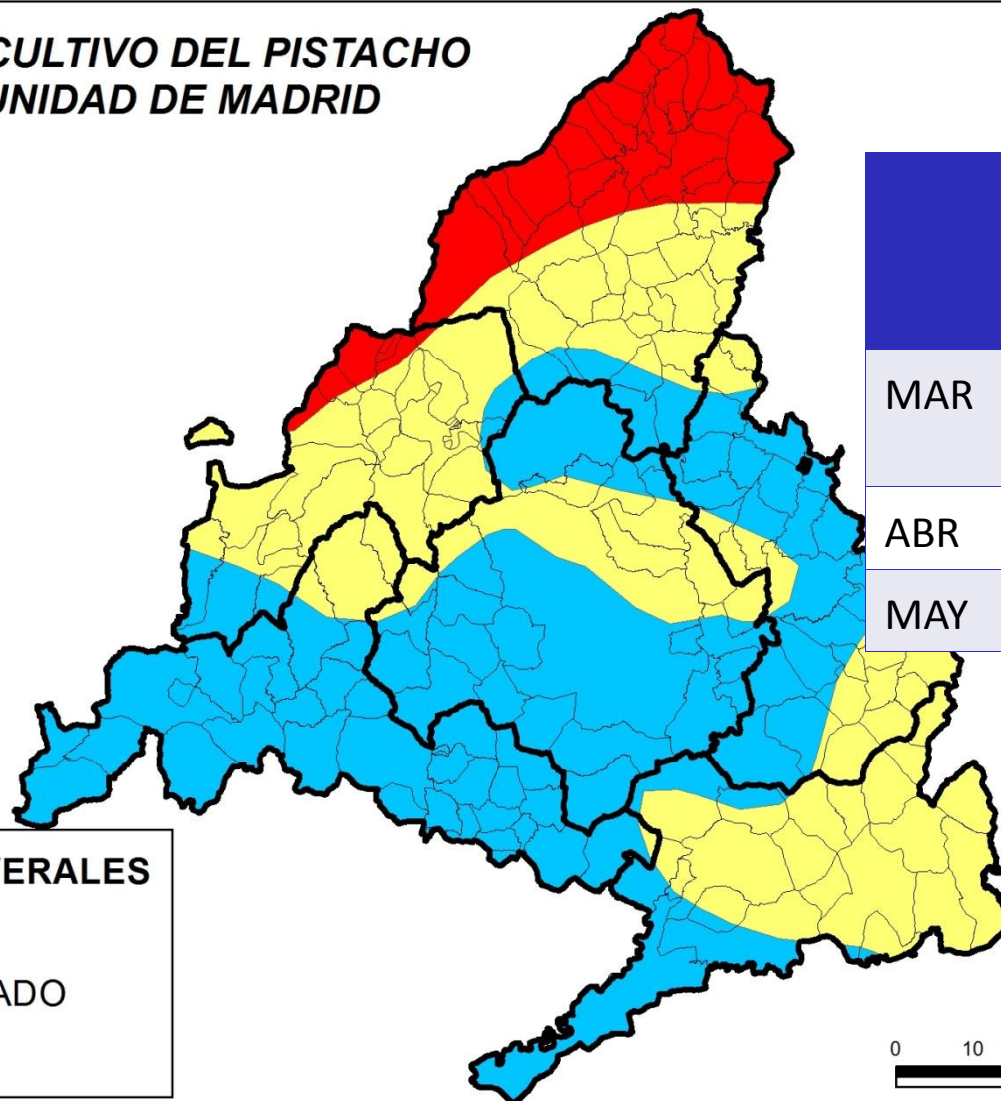 CULTIVO DEL PISTACHO
UNIDAD DE MADRID
MAR
ABR
MAY
ERALES
ADO
0 10